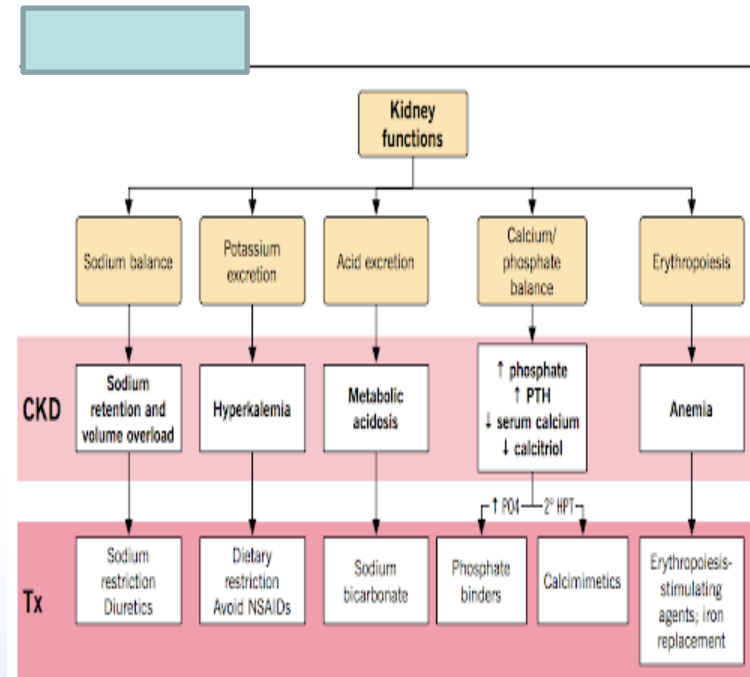 Kidney
functions
Sodium balance
Potassium
excretion
Acid excretion
Calcium/
phosphate
balance
Erythropoiesis
CKD
Sodium
retention and
volume overload
Hyperkalemia
Metabolic
acidosis
↑ phosphate
↑ PTH
↓ serum calcium
↓ calcitriol
Anemia
↑ PO4
2° HPT
Tx
Sodium
restriction
Diuretics
Dietary
restriction
Avoid NSAIDs
Sodium
bicarbonate
Phosphate
binders
Calcimimetics
Erythropoiesis-
stimulating
agents; iron
replacement